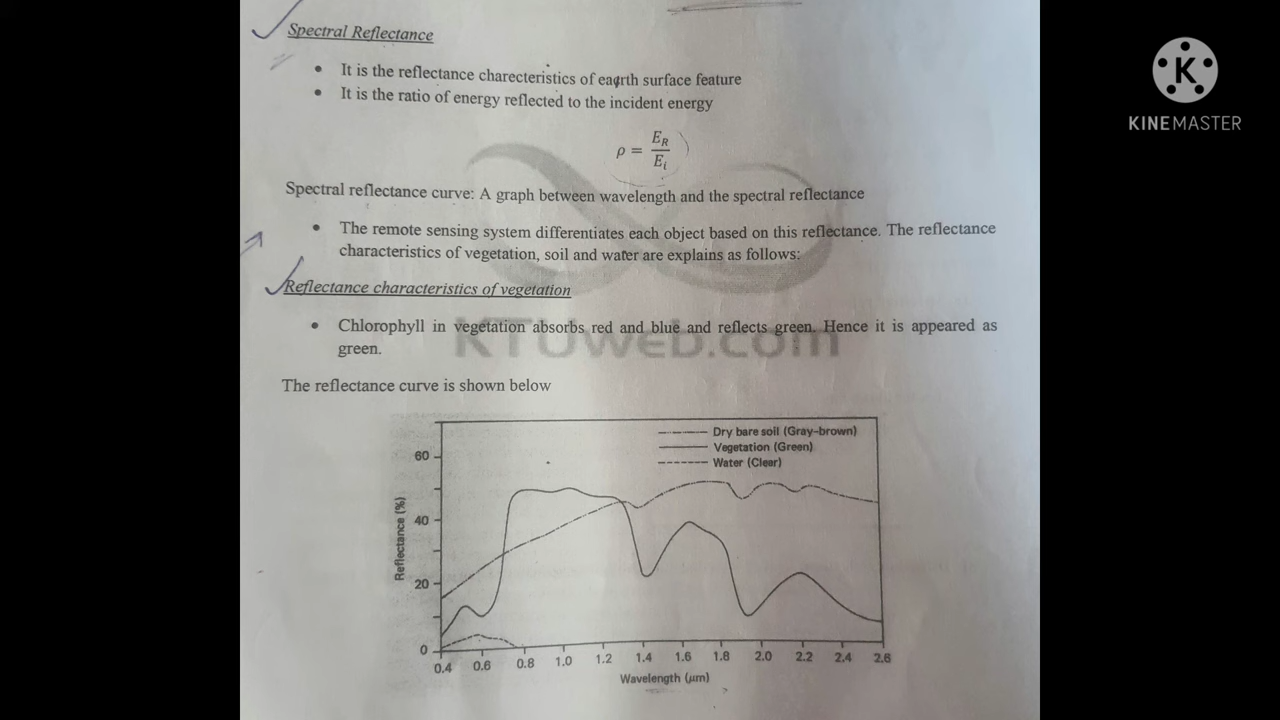 Spectral Reflectance
• It is the reflectance charecteristics of eaqrth surface feature
• It is the ratio of energy reflected to the incident energy
ρ = E_R / E_i
Spectral reflectance curve: A graph between wavelength and the spectral reflectance
• The remote sensing system differentiates each object based on this reflectance. The reflectance
characteristics of vegetation, soil and water are explains as follows:
Reflectance characteristics of vegetation
• Chlorophyll in vegetation absorbs red and blue and reflects green. Hence it is appeared as
green.
KTUweb.com
The reflectance curve is shown below
Dry bare soil (Gray-brown)
Vegetation (Green)
Water (Clear)
60
40
20
0
Reflectance (%)
0.4 0.6 0.8 1.0 1.2 1.4 1.6 1.8 2.0 2.2 2.4 2.6
Wavelength (μm)
K
KINEMASTER